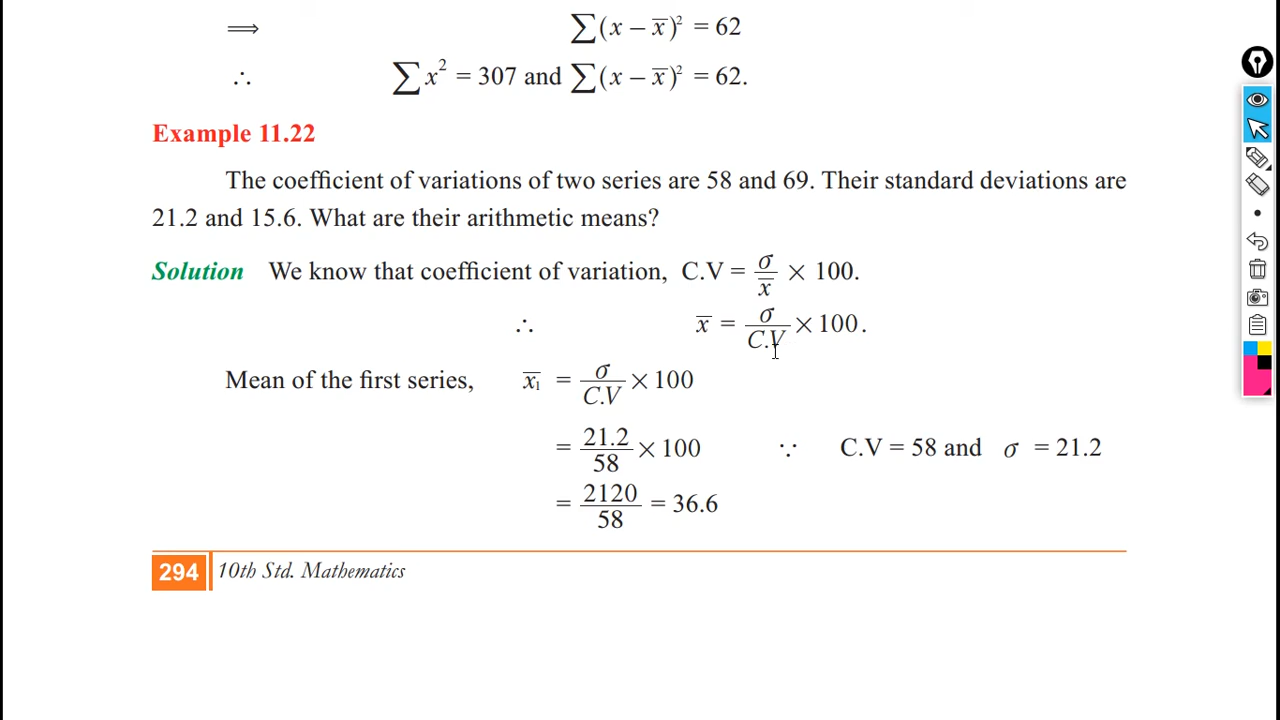 ⟹ ∑(x − x̅)² = 62
∴ ∑x² = 307 and ∑(x − x̅)² = 62.
Example 11.22
The coefficient of variations of two series are 58 and 69. Their standard deviations are
21.2 and 15.6. What are their arithmetic means?
Solution We know that coefficient of variation, C.V = σ/x̅ × 100.
∴ x̅ = σ/C.V × 100.
Mean of the first series, x̅₁ = σ/C.V × 100
= 21.2/58 × 100 ∵ C.V = 58 and σ = 21.2
= 2120/58 = 36.6
294 10th Std. Mathematics